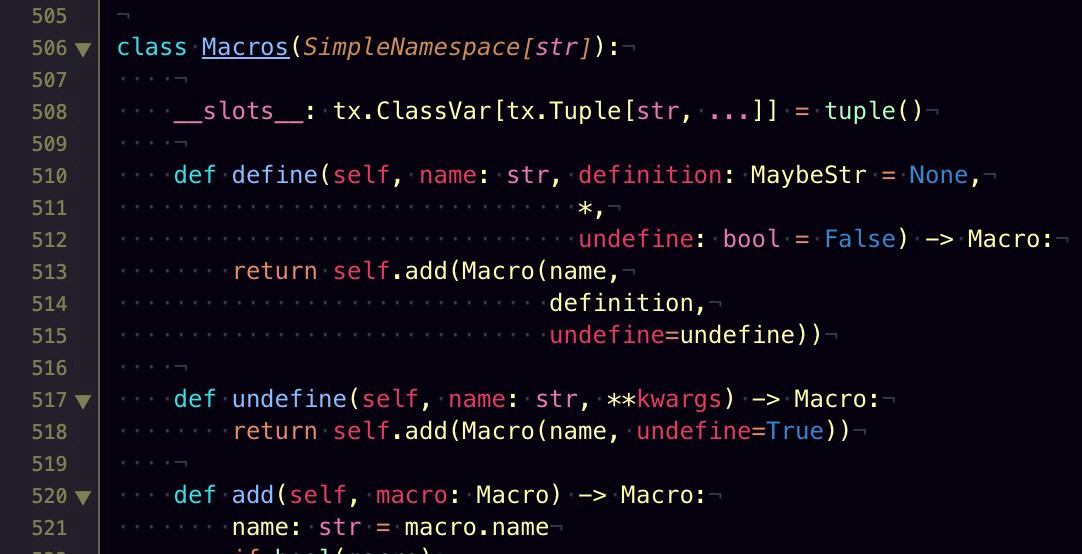 505 ¬
506 ▼ class Macros(SimpleNamespace[str]):¬
507 ····¬
508 ····__slots__:·tx.ClassVar[tx.Tuple[str,·...]]·=·tuple()¬
509 ····¬
510 ····def·define(self,·name:·str,·definition:·MaybeStr·=·None,¬
511 ································*,¬
512 ································undefine:·bool·=·False)·->·Macro:¬
513 ········return·self.add(Macro(name,¬
514 ······························definition,¬
515 ······························undefine=undefine))¬
516 ····¬
517 ▼ ····def·undefine(self,·name:·str,·**kwargs)·->·Macro:¬
518 ········return·self.add(Macro(name,·undefine=True))¬
519 ····¬
520 ▼ ····def·add(self,·macro:·Macro)·->·Macro:¬
521 ········name:·str·=·macro.name¬